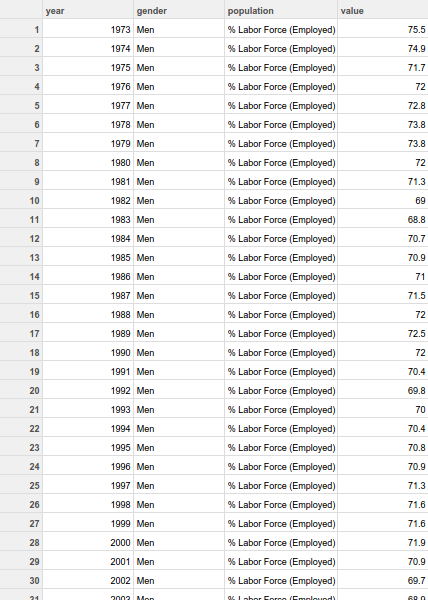 year gender population value
1 1973 Men % Labor Force (Employed) 75.5
2 1974 Men % Labor Force (Employed) 74.9
3 1975 Men % Labor Force (Employed) 71.7
4 1976 Men % Labor Force (Employed) 72
5 1977 Men % Labor Force (Employed) 72.8
6 1978 Men % Labor Force (Employed) 73.8
7 1979 Men % Labor Force (Employed) 73.8
8 1980 Men % Labor Force (Employed) 72
9 1981 Men % Labor Force (Employed) 71.3
10 1982 Men % Labor Force (Employed) 69
11 1983 Men % Labor Force (Employed) 68.8
12 1984 Men % Labor Force (Employed) 70.7
13 1985 Men % Labor Force (Employed) 70.9
14 1986 Men % Labor Force (Employed) 71
15 1987 Men % Labor Force (Employed) 71.5
16 1988 Men % Labor Force (Employed) 72
17 1989 Men % Labor Force (Employed) 72.5
18 1990 Men % Labor Force (Employed) 72
19 1991 Men % Labor Force (Employed) 70.4
20 1992 Men % Labor Force (Employed) 69.8
21 1993 Men % Labor Force (Employed) 70
22 1994 Men % Labor Force (Employed) 70.4
23 1995 Men % Labor Force (Employed) 70.8
24 1996 Men % Labor Force (Employed) 70.9
25 1997 Men % Labor Force (Employed) 71.3
26 1998 Men % Labor Force (Employed) 71.6
27 1999 Men % Labor Force (Employed) 71.6
28 2000 Men % Labor Force (Employed) 71.9
29 2001 Men % Labor Force (Employed) 70.9
30 2002 Men % Labor Force (Employed) 69.7
31 2003 Men % Labor Force (Employed) 68.9